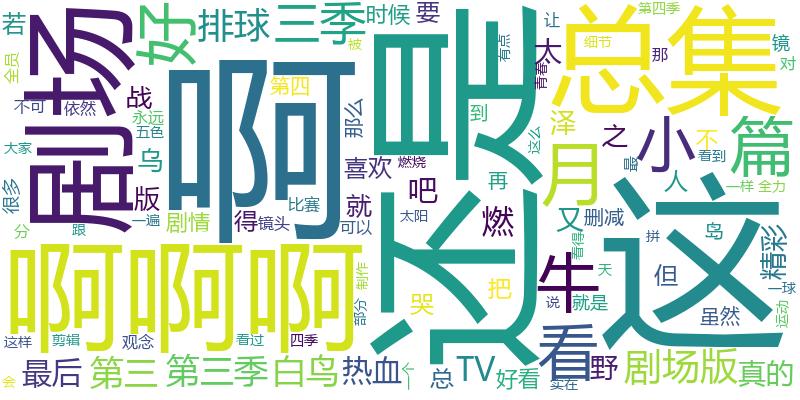 若
全员
剧场
好
排球
三季
时候
要
还是
有点
让
太
青春
总集
细节
被
那
第四季
镜
对
不可
依然
战
永远
五色
大家
乌
版
一遍
很多
分
跟
剧情
得
镜头
啊
第四
比赛
那么
喜欢
就
可以
燃烧
吧
太阳
到
再
燃
这么
泽
月
又
之
小
不
最
看到
篇
人
一样
全力
删减
看得
拼
岛
精彩
这
牛
但
天
说
就是
虽然
一球
运动
啊啊啊
制作
部分
哭
把
这样
剪辑
观念
看过
四季
会
最后
第三
第三季
白鸟
热血
个
总
TV
好看
看
实在
野
剧场版
真的